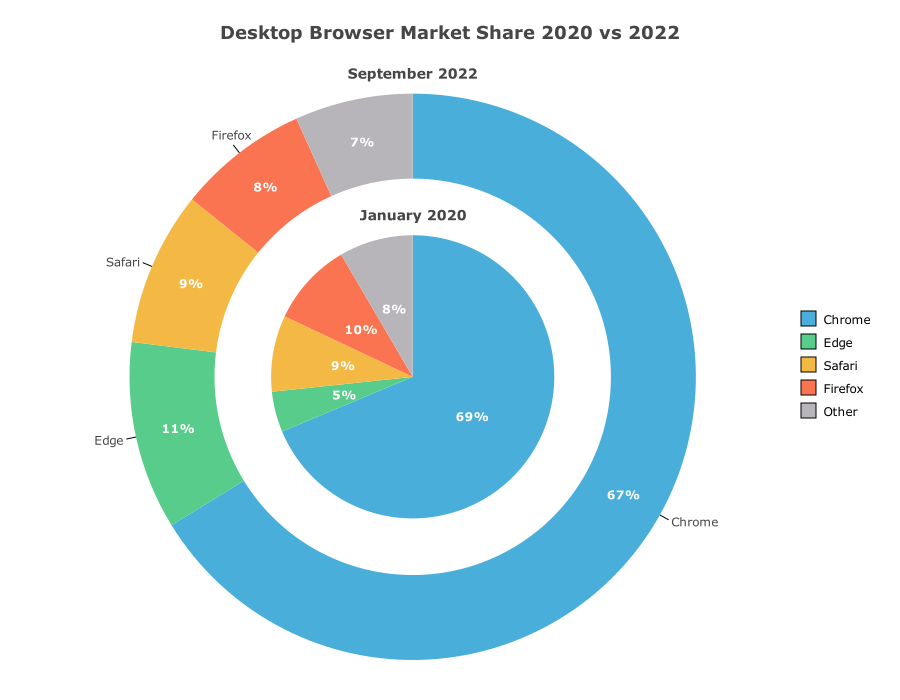 Desktop Browser Market Share 2020 vs 2022
September 2022
Firefox
7%
8%
January 2020
Safari
9%
8%
10%
9%
5%
69%
Edge
11%
67%
Chrome
Chrome
Edge
Safari
Firefox
Other